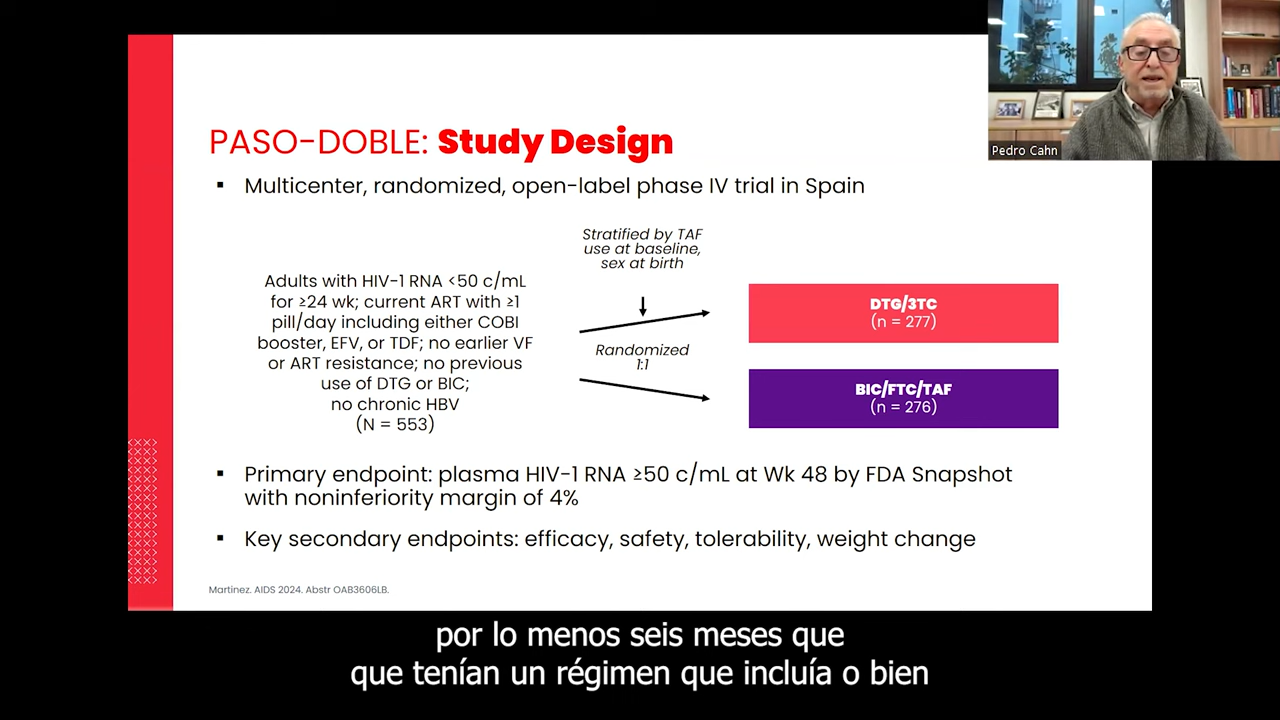 Pedro Cahn
PASO-DOBLE: Study Design
▪ Multicenter, randomized, open-label phase IV trial in Spain
Stratified by TAF
use at baseline,
sex at birth
Adults with HIV-1 RNA <50 c/mL
for ≥24 wk; current ART with ≥1
pill/day including either COBI
booster, EFV, or TDF; no earlier VF
or ART resistance; no previous
use of DTG or BIC;
no chronic HBV
(N = 553)
Randomized
1:1
DTG/3TC
(n = 277)
BIC/FTC/TAF
(n = 276)
▪ Primary endpoint: plasma HIV-1 RNA ≥50 c/mL at Wk 48 by FDA Snapshot
with noninferiority margin of 4%
▪ Key secondary endpoints: efficacy, safety, tolerability, weight change
Martinez. AIDS 2024. Abstr OAB3606LB.
por lo menos seis meses que
que tenían un régimen que incluía o bien